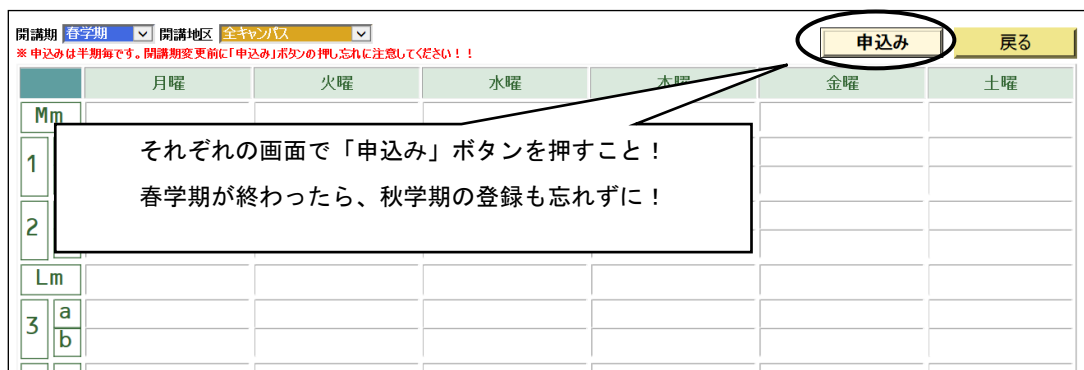 開講期 春学期 開講地区 全キャンパス
※ 申込みは半期毎です。開講期変更前に「申込み」ボタンの押し忘れに注意してください！！
申込み 戻る
月曜 火曜 水曜 木曜 金曜 土曜
Mm
それぞれの画面で「申込み」ボタンを押すこと！
1
春学期が終わったら、秋学期の登録も忘れずに！
2
Lm
3 a
b